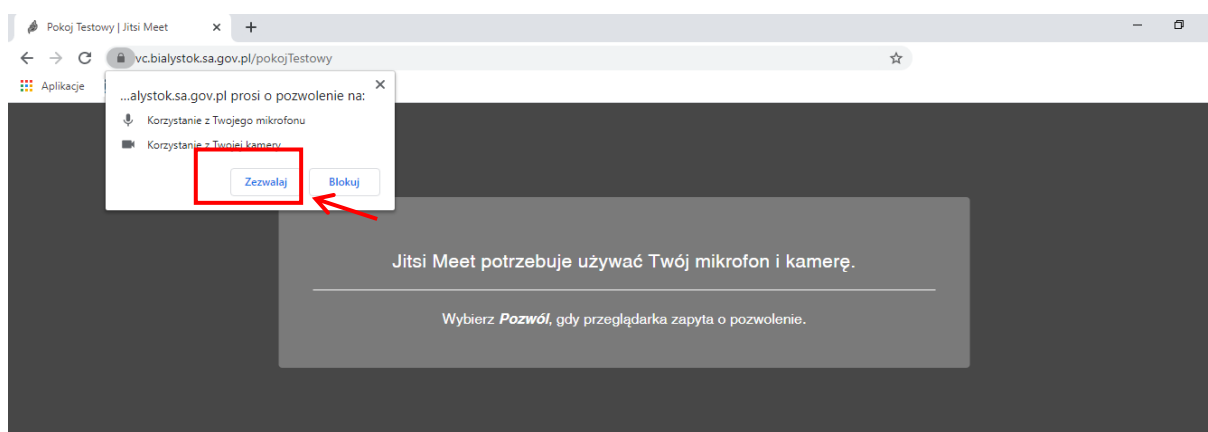 Pokoj Testowy | Jitsi Meet
vc.bialystok.sa.gov.pl/pokojTestowy
Aplikacje
...alystok.sa.gov.pl prosi o pozwolenie na:
Korzystanie z Twojego mikrofonu
Korzystanie z Twojej kamery
Zezwalaj Blokuj
Jitsi Meet potrzebuje używać Twój mikrofon i kamerę.
Wybierz Pozwól, gdy przeglądarka zapyta o pozwolenie.